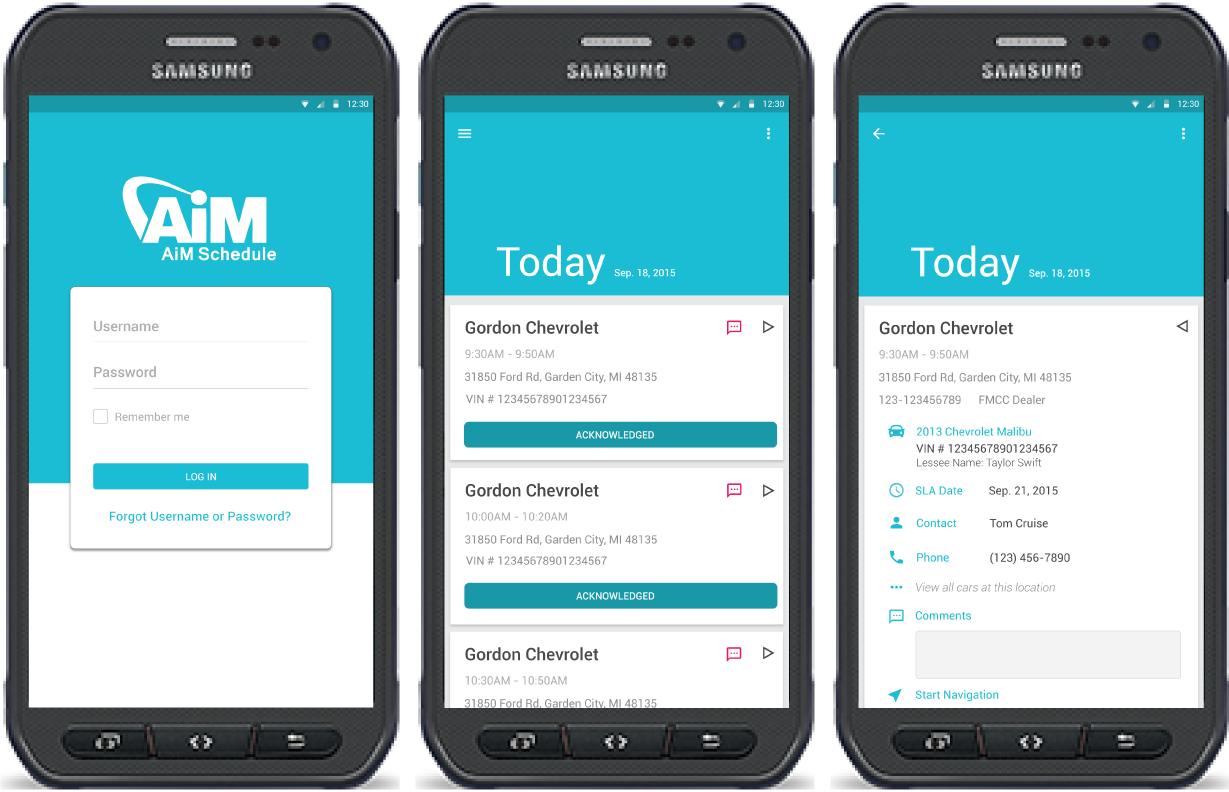 SAMSUNG
12:30
AiM
AiM Schedule
Username
Password
Remember me
LOG IN
Forgot Username or Password?
SAMSUNG
12:30
Today Sep. 18, 2015
Gordon Chevrolet
9:30AM - 9:50AM
31850 Ford Rd, Garden City, MI 48135
VIN # 12345678901234567
ACKNOWLEDGED
Gordon Chevrolet
10:00AM - 10:20AM
31850 Ford Rd, Garden City, MI 48135
VIN # 12345678901234567
ACKNOWLEDGED
Gordon Chevrolet
10:30AM - 10:50AM
31850 Ford Rd, Garden City, MI 48135
SAMSUNG
12:30
Today Sep. 18, 2015
Gordon Chevrolet
9:30AM - 9:50AM
31850 Ford Rd, Garden City, MI 48135
123-123456789 FMCC Dealer
2013 Chevrolet Malibu
VIN # 12345678901234567
Lessee Name: Taylor Swift
SLA Date Sep. 21, 2015
Contact Tom Cruise
Phone (123) 456-7890
View all cars at this location
Comments
Start Navigation